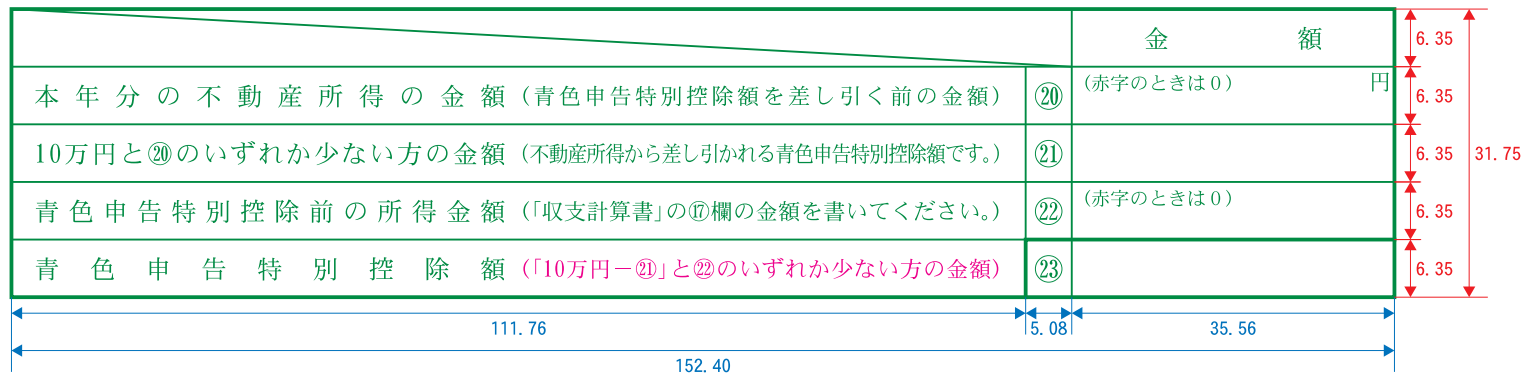 金額
6.35
本年分の不動産所得の金額(青色申告特別控除額を差し引く前の金額) ⑳ (赤字のときは0) 円
6.35
10万円と⑳のいずれか少ない方の金額(不動産所得から差し引かれる青色申告特別控除額です。) ㉑
6.35
31.75
青色申告特別控除前の所得金額(「収支計算書」の⑰欄の金額を書いてください。) ㉒ (赤字のときは0)
6.35
青色申告特別控除額(「10万円－㉑」と㉒のいずれか少ない方の金額) ㉓
6.35
111.76 5.08 35.56
152.40